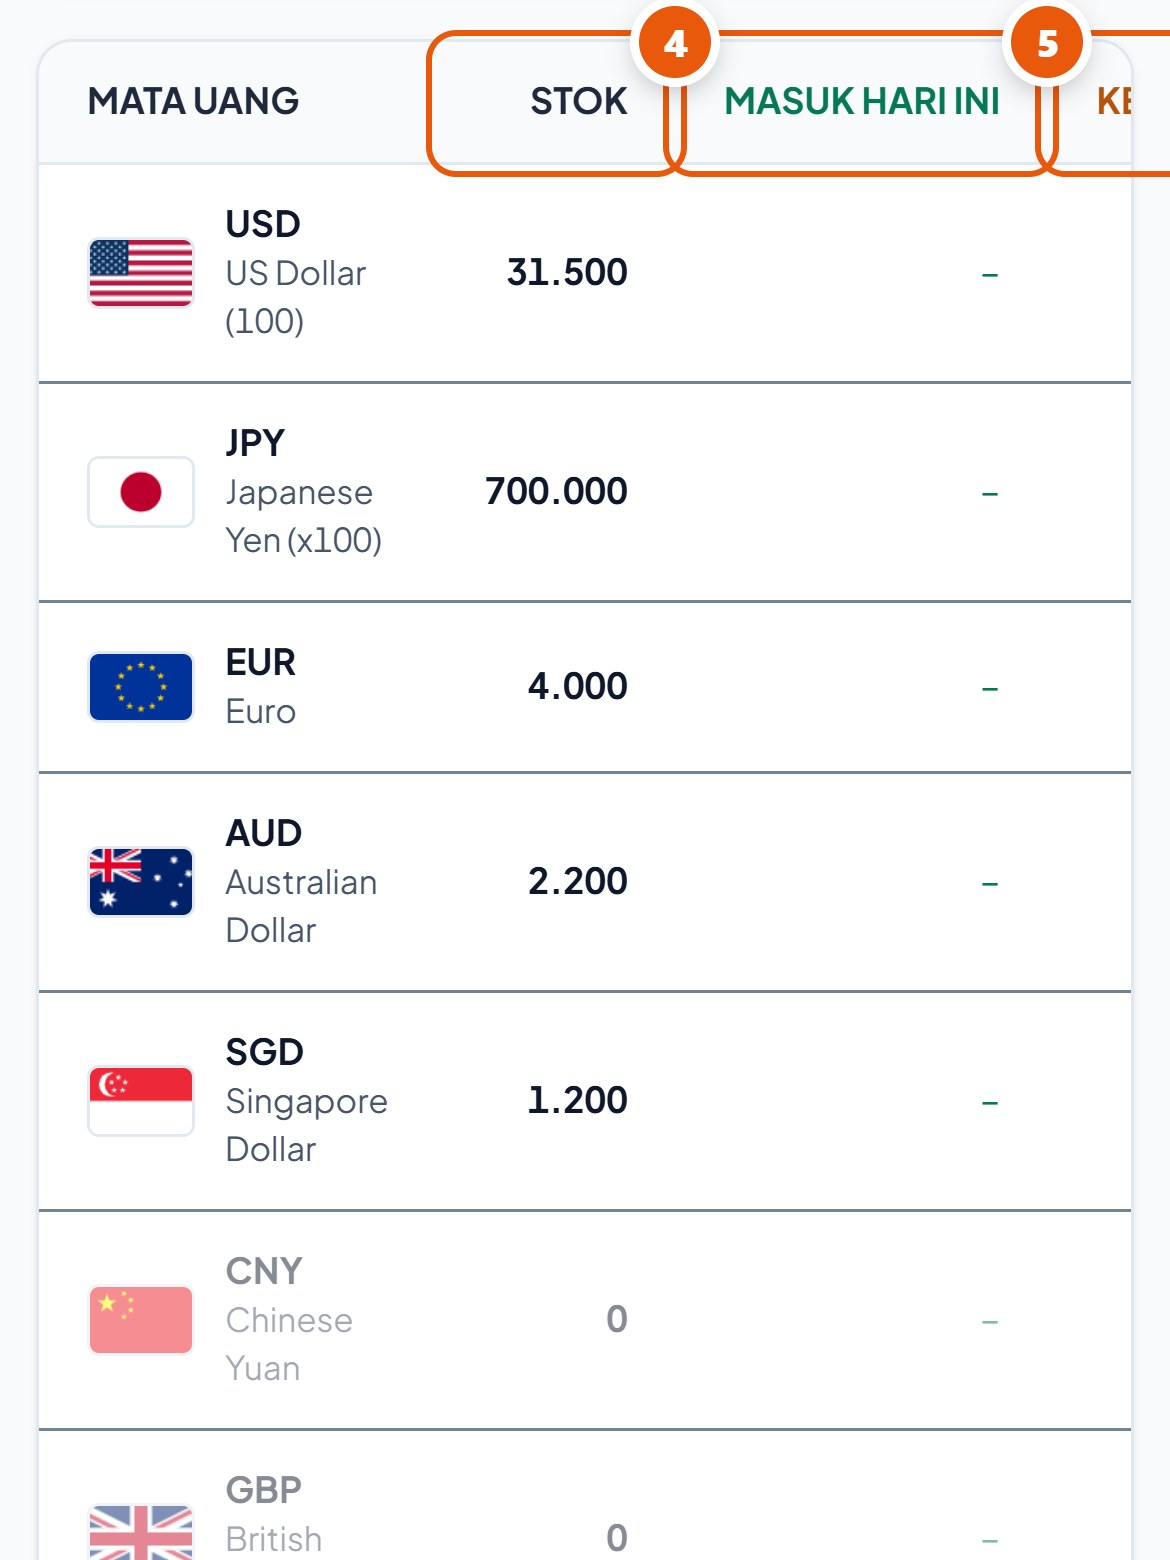 4 5
MATA UANG STOK MASUK HARI INI
USD
US Dollar 31.500 –
(100)
JPY
Japanese 700.000 –
Yen (x100)
EUR
4.000 –
Euro
AUD
Australian 2.200 –
Dollar
SGD
Singapore 1.200 –
Dollar
CNY
Chinese 0 –
Yuan
GBP
British 0 –